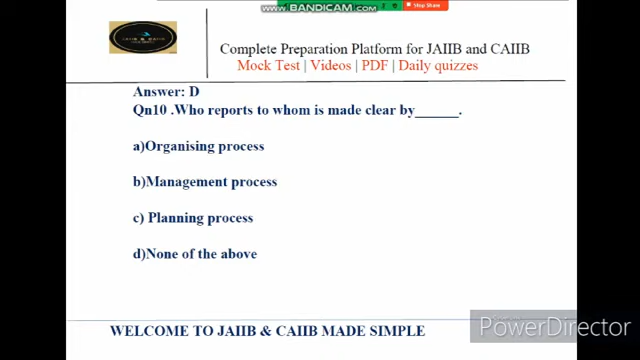 www.BANDICAM.com
Stop Share
JAIIB & CAIIB
Complete Preparation Platform for JAIIB and CAIIB
Mock Test | Videos | PDF | Daily quizzes
Answer: D
Qn10 .Who reports to whom is made clear by______.
a)Organising process
b)Management process
c) Planning process
d)None of the above
PowerDirector
WELCOME TO JAIIB & CAIIB MADE SIMPLE